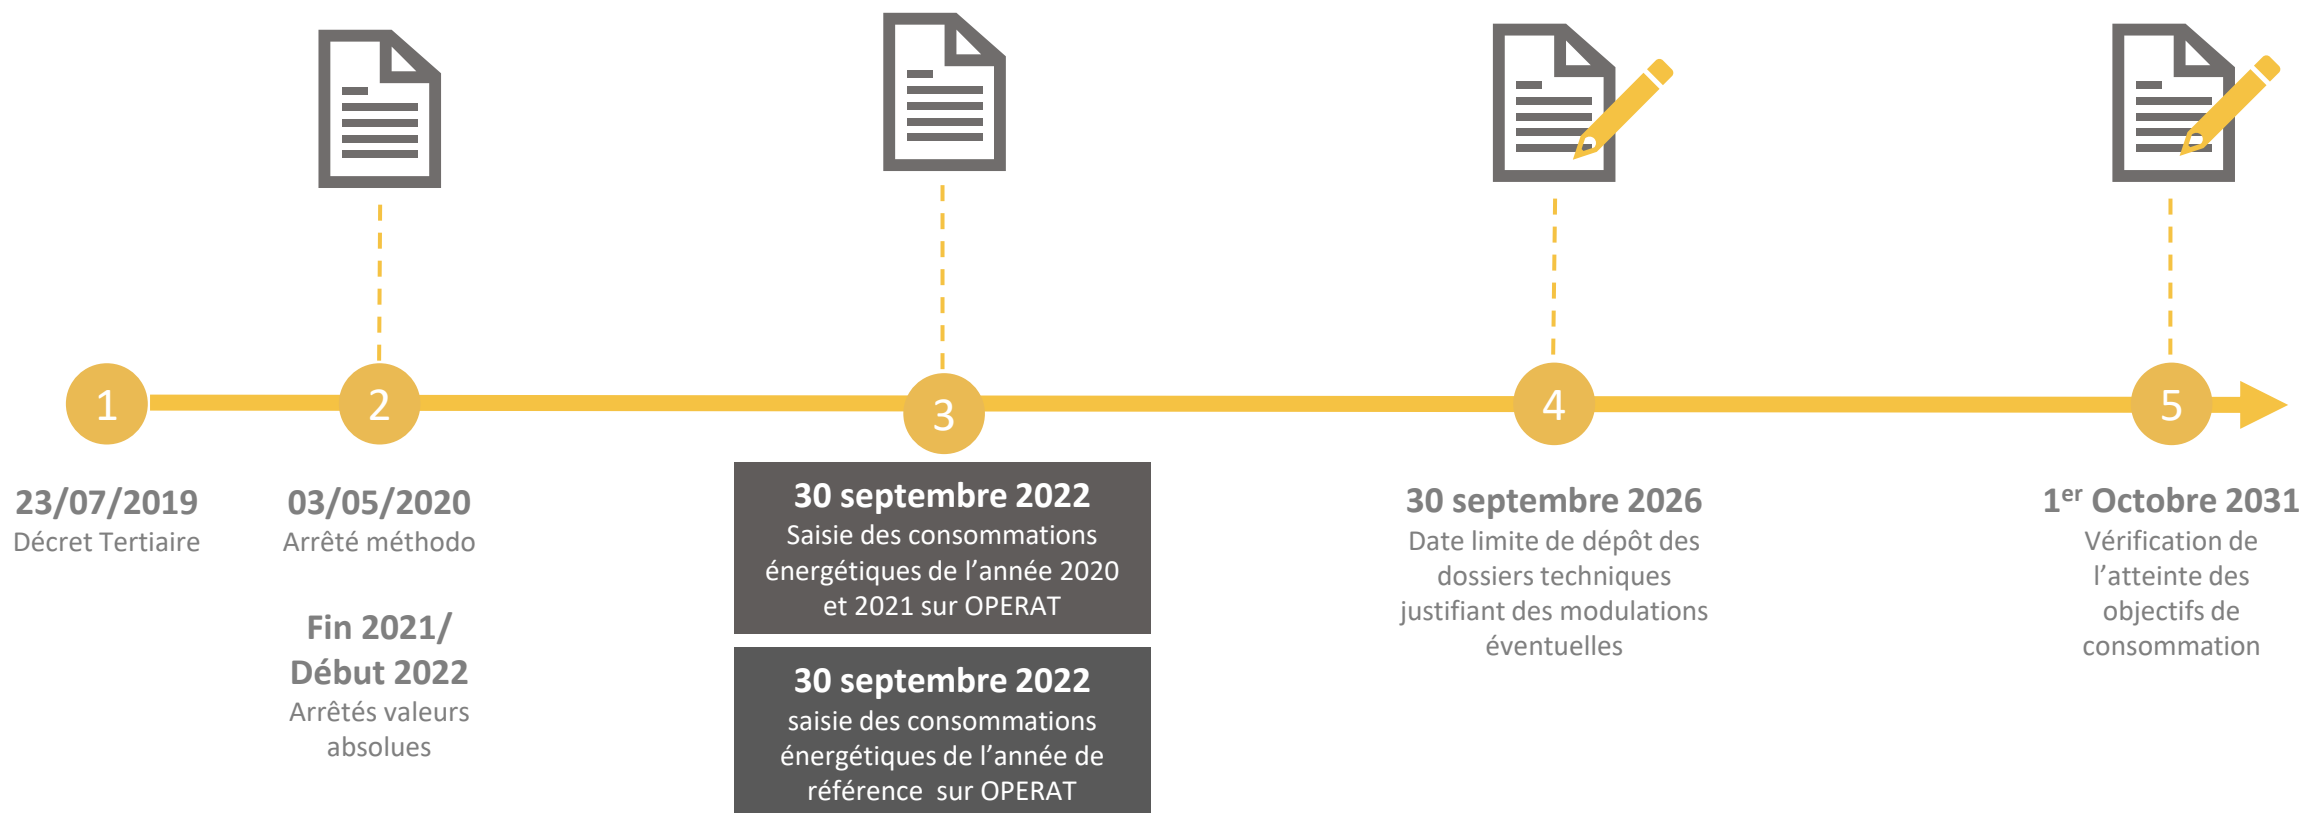 1
2
3
4
5
23/07/2019
Décret Tertiaire
03/05/2020
Arrêté méthodo
Fin 2021/
Début 2022
Arrêtés valeurs
absolues
30 septembre 2022
Saisie des consommations
énergétiques de l’année 2020
et 2021 sur OPERAT
30 septembre 2022
saisie des consommations
énergétiques de l’année de
référence  sur OPERAT
30 septembre 2026
Date limite de dépôt des
dossiers techniques
justifiant des modulations
éventuelles
1er Octobre 2031
Vérification de
l’atteinte des
objectifs de
consommation